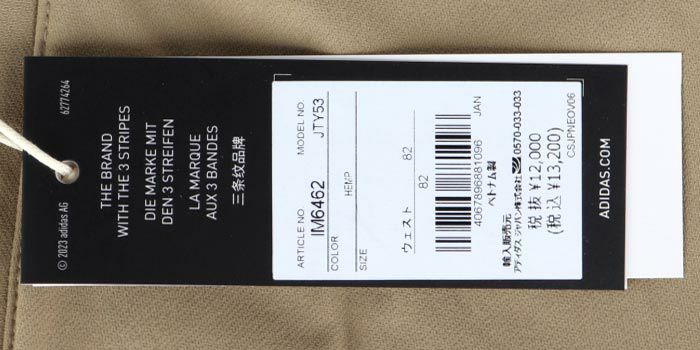 62774264
THE BRAND
WITH THE 3 STRIPES
DIE MARKE MIT
DEN 3 STREIFEN
LA MARQUE
AUX 3 BANDES
三条纹品牌
© 2023 adidas AG
ARTICLE NO. MODEL NO.
IM6462 JTY53
COLOR HEMP
SIZE
ウェスト 82
82
JAN
4067896881096
ベトナム製
輸入販売元
アディダス ジャパン株式会社 0570-033-033
税抜 ¥12,000
(税込 ¥13,200)
CSJPNEOV06
ADIDAS.COM